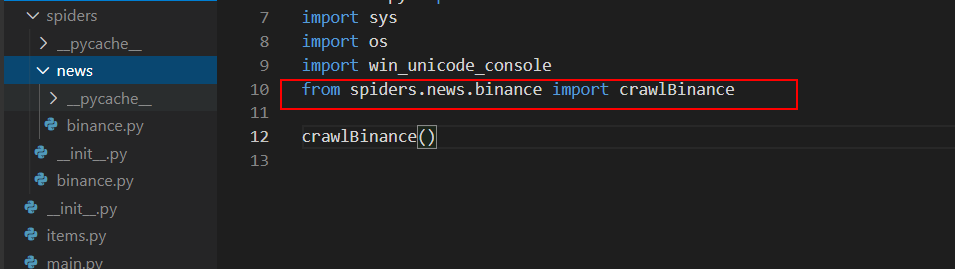 spiders
__pycache__
news
__pycache__
binance.py
__init__.py
binance.py
__init__.py
items.py
main.py
7 import sys
8 import os
9 import win_unicode_console
10 from spiders.news.binance import crawlBinance
11
12 crawlBinance()
13